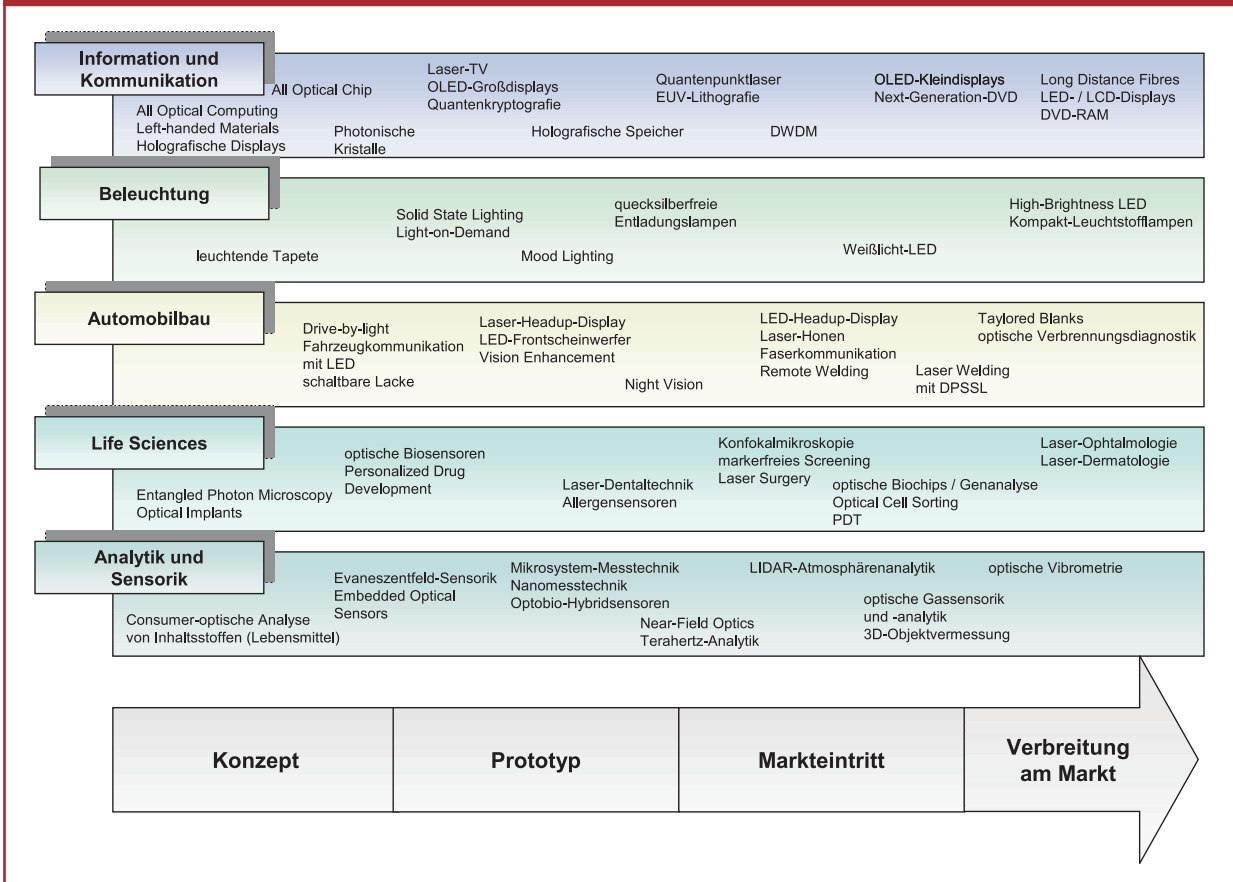 Information und
Kommunikation
All Optical Chip
All Optical Computing
Left-handed Materials
Holografische Displays
Photonische
Kristalle
Laser-TV
OLED-Großdisplays
Quantenkryptografie
Holografische Speicher
Quantenpunktlaser
EUV-Lithografie
DWDM
OLED-Kleindisplays
Next-Generation-DVD
Long Distance Fibres
LED- / LCD-Displays
DVD-RAM
Beleuchtung
leuchtende Tapete
Solid State Lighting
Light-on-Demand
Mood Lighting
quecksilberfreie
Entladungslampen
Weißlicht-LED
High-Brightness LED
Kompakt-Leuchtstofflampen
Automobilbau
Drive-by-light
Fahrzeugkommunikation
mit LED
schaltbare Lacke
Laser-Headup-Display
LED-Frontscheinwerfer
Vision Enhancement
Night Vision
LED-Headup-Display
Laser-Honen
Faserkommunikation
Remote Welding
Laser Welding
mit DPSSL
Taylored Blanks
optische Verbrennungsdiagnostik
Life Sciences
Entangled Photon Microscopy
Optical Implants
optische Biosensoren
Personalized Drug
Development
Laser-Dentaltechnik
Allergensensoren
Konfokalmikroskopie
markerfreies Screening
Laser Surgery
optische Biochips / Genanalyse
Optical Cell Sorting
PDT
Laser-Ophtalmologie
Laser-Dermatologie
Analytik und
Sensorik
Consumer-optische Analyse
von Inhaltsstoffen (Lebensmittel)
Evaneszentfeld-Sensorik
Embedded Optical
Sensors
Mikrosystem-Messtechnik
Nanomesstechnik
Optobio-Hybridsensoren
Near-Field Optics
Terahertz-Analytik
LIDAR-Atmosphärenanalytik
optische Gassensorik
und -analytik
3D-Objektvermessung
optische Vibrometrie
Konzept
Prototyp
Markteintritt
Verbreitung
am Markt